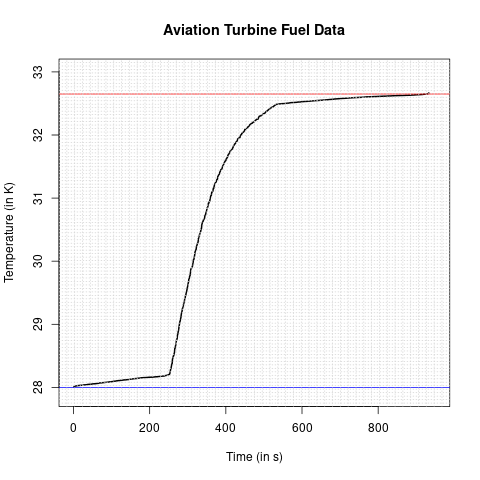 Aviation Turbine Fuel Data
33
32
31
30
29
28
Temperature (in K)
0 200 400 600 800
Time (in s)